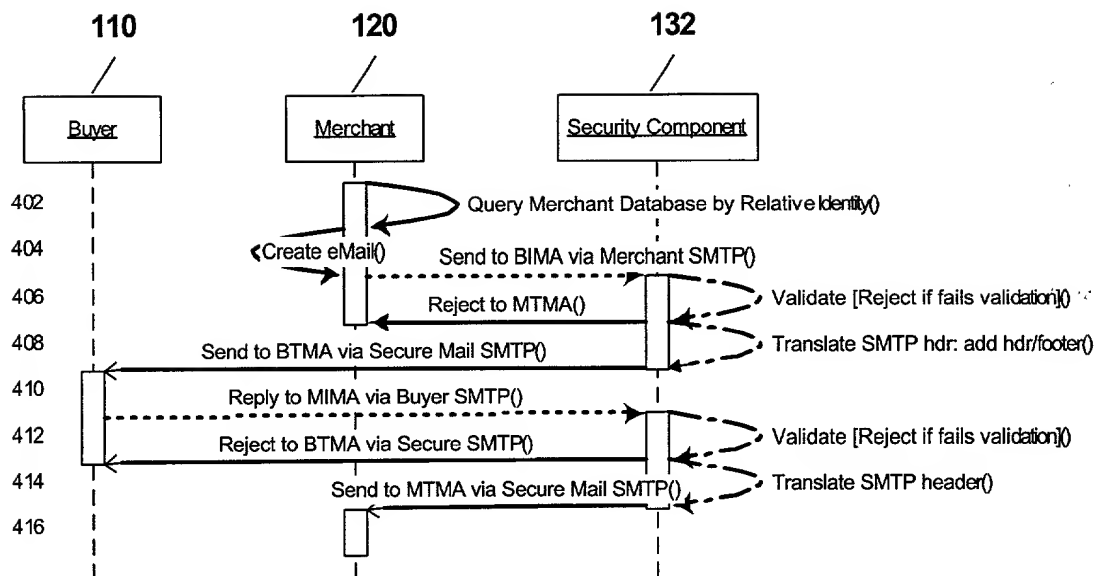 110 120 132
Buyer Merchant Security Component
402 Query Merchant Database by Relative Identity()
404 Create eMail() Send to BIMA via Merchant SMTP()
406 Reject to MTMA() Validate [Reject if fails validation]()
408 Send to BTMA via Secure Mail SMTP() Translate SMTP hdr: add hdr/footer()
410 Reply to MIMA via Buyer SMTP()
412 Reject to BTMA via Secure SMTP() Validate [Reject if fails validation]()
414 Send to MTMA via Secure Mail SMTP() Translate SMTP header()
416